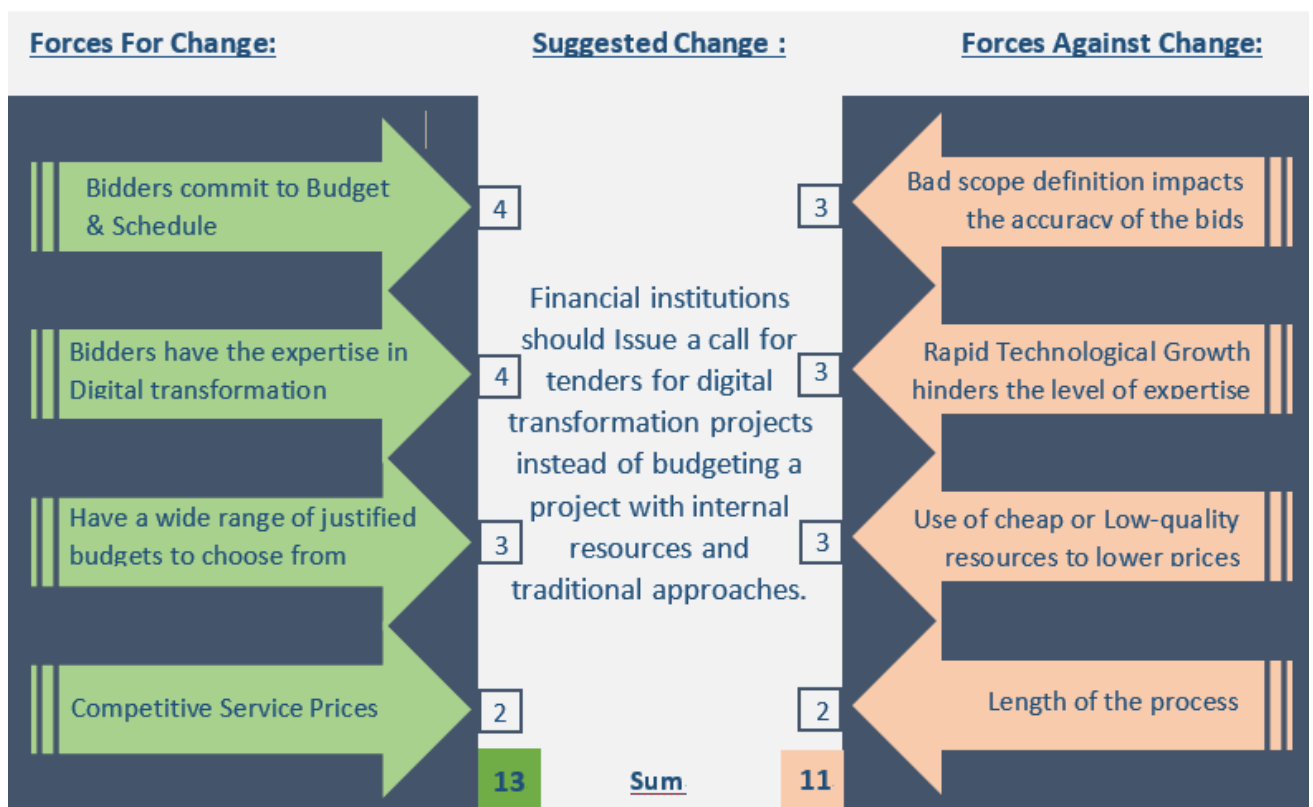 Forces For Change:
Suggested Change :
Forces Against Change:
Bidders commit to Budget
& Schedule
4
Bidders have the expertise in
Digital transformation
4
Have a wide range of justified
budgets to choose from
3
Competitive Service Prices
2
13
Financial institutions
should Issue a call for
tenders for digital
transformation projects
instead of budgeting a
project with internal
resources and
traditional approaches.
Sum
3
Bad scope definition impacts
the accuracy of the bids
3
Rapid Technological Growth
hinders the level of expertise
3
Use of cheap or Low-quality
resources to lower prices
2
Length of the process
11